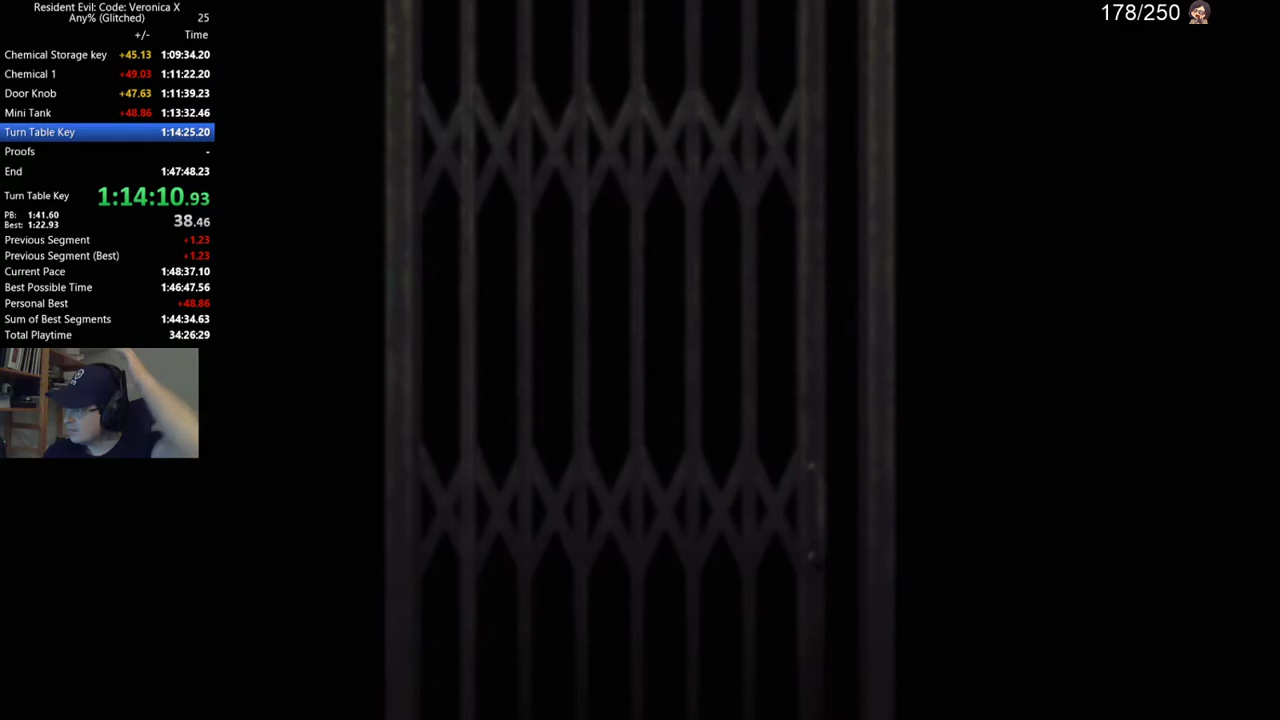 Resident Evil: Code: Veronica X
Any% (Glitched) 25
+/- Time
Chemical Storage key +45.13 1:09:34.20
Chemical 1 +49.03 1:11:22.20
Door Knob +47.63 1:11:39.23
Mini Tank +48.86 1:13:32.46
Turn Table Key 1:14:25.20
Proofs -
End 1:47:48.23
Turn Table Key 1:14:10.93
PB: 1:41.60
Best: 1:22.93
38.46
Previous Segment +1.23
Previous Segment (Best) +1.23
Current Pace 1:48:37.10
Best Possible Time 1:46:47.56
Personal Best +48.86
Sum of Best Segments 1:44:34.63
Total Playtime 34:26:29
178/250